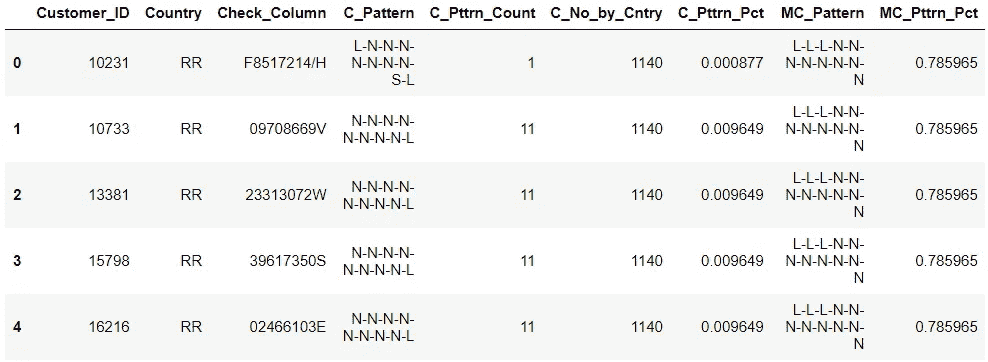 Customer_ID Country Check_Column C_Pattern C_Pttrn_Count C_No_by_Cntry C_Pttrn_Pct MC_Pattern MC_Pttrn_Pct
0 10231 RR F8517214/H L-N-N-N-N-N-N-N-S-L 1 1140 0.000877 L-L-L-N-N-N-N-N-N-N-N 0.785965
1 10733 RR 09708669V N-N-N-N-N-N-N-N-L 11 1140 0.009649 L-L-L-N-N-N-N-N-N-N-N 0.785965
2 13381 RR 23313072W N-N-N-N-N-N-N-N-L 11 1140 0.009649 L-L-L-N-N-N-N-N-N-N-N 0.785965
3 15798 RR 39617350S N-N-N-N-N-N-N-N-L 11 1140 0.009649 L-L-L-N-N-N-N-N-N-N-N 0.785965
4 16216 RR 02466103E N-N-N-N-N-N-N-N-L 11 1140 0.009649 L-L-L-N-N-N-N-N-N-N-N 0.785965